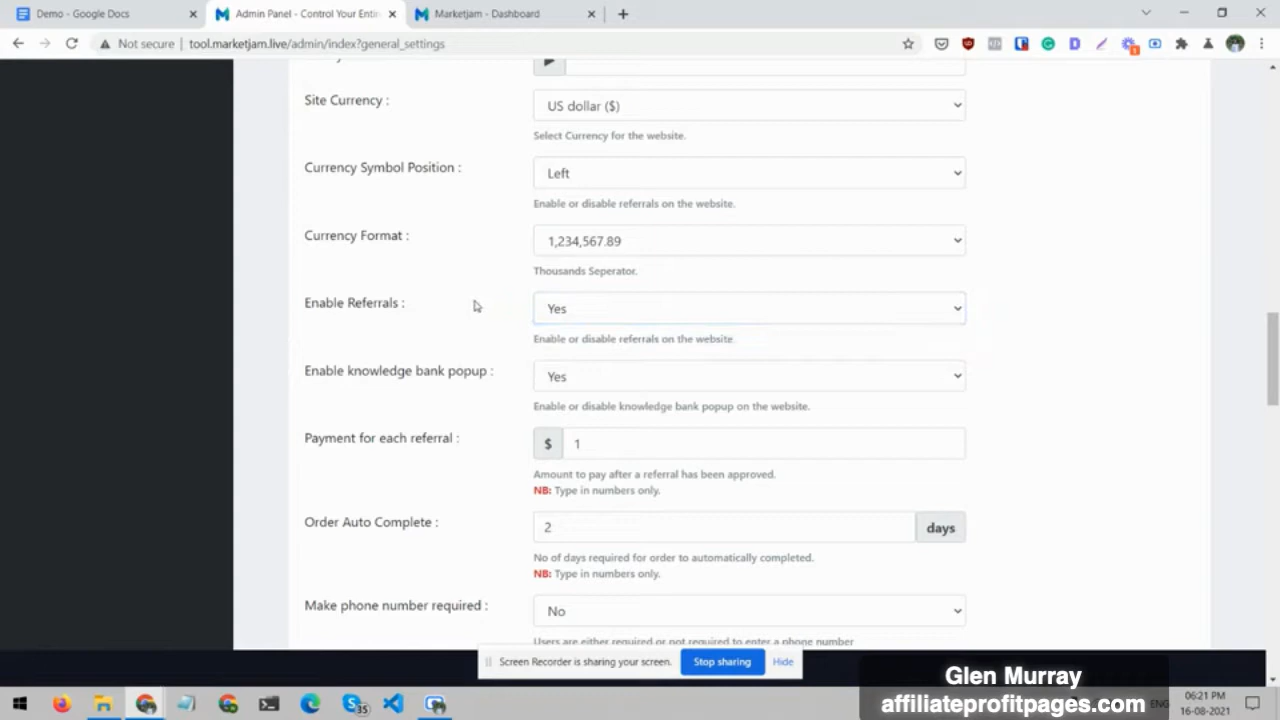 Demo - Google Docs
Admin Panel - Control Your Entir
Marketjam - Dashboard
Not secure
tool.marketjam.live/admin/index?general_settings
Site Currency :
US dollar ($)
Select Currency for the website.
Currency Symbol Position :
Left
Enable or disable referrals on the website.
Currency Format :
1,234,567.89
Thousands Seperator.
Enable Referrals :
Yes
Enable or disable referrals on the website.
Enable knowledge bank popup :
Yes
Enable or disable knowledge bank popup on the website.
Payment for each referral :
$ 1
Amount to pay after a referral has been approved.
NB: Type in numbers only.
Order Auto Complete :
2 days
No of days required for order to automatically completed.
NB: Type in numbers only.
Make phone number required :
No
Users are either required or not required to enter a phone number
Screen Recorder is sharing your screen.
Stop sharing
Hide
Glen Murray
affiliateprofitpages.com
35
ENG
06:21 PM
16-08-2021